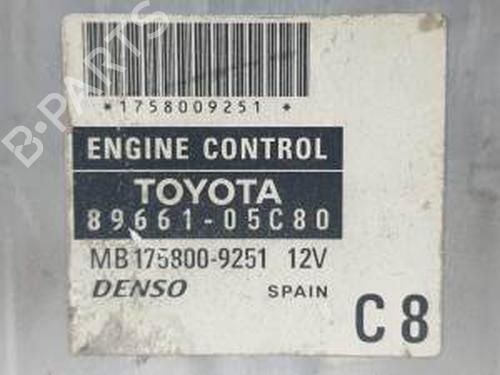 B-PARTS
*1758009251*
ENGINE CONTROL
TOYOTA
89661-05C80
MB175800-9251 12V
DENSO SPAIN
C8